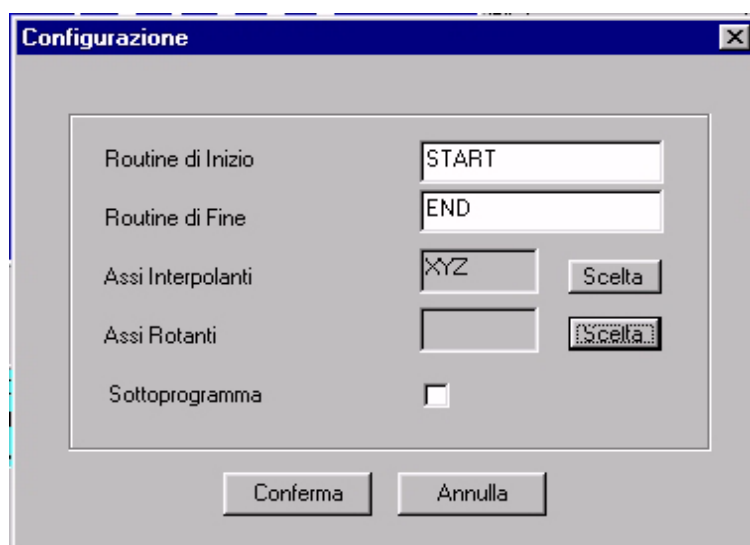 Configurazione
Routine di Inizio START
Routine di Fine END
Assi Interpolanti XYZ Scelta
Assi Rotanti Scelta
Sottoprogramma
Conferma Annulla